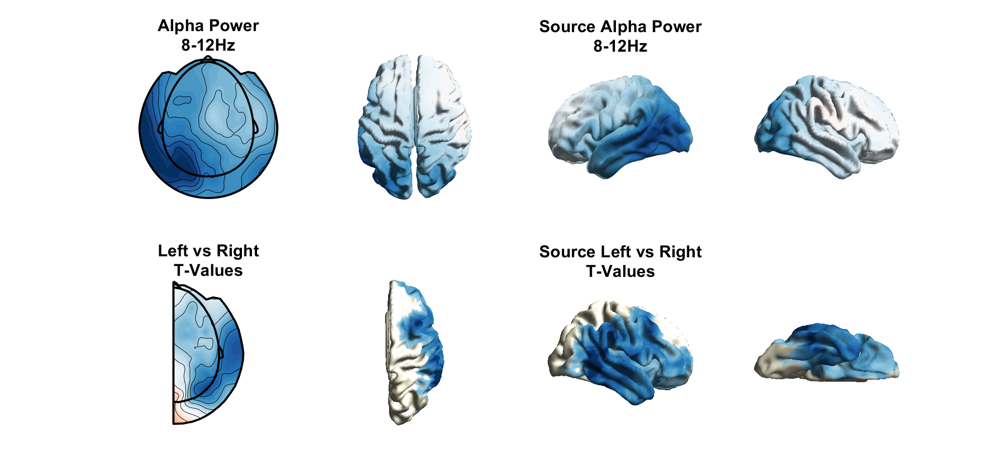 Alpha Power
8-12Hz
Source Alpha Power
8-12Hz
Left vs Right
T-Values
Source Left vs Right
T-Values